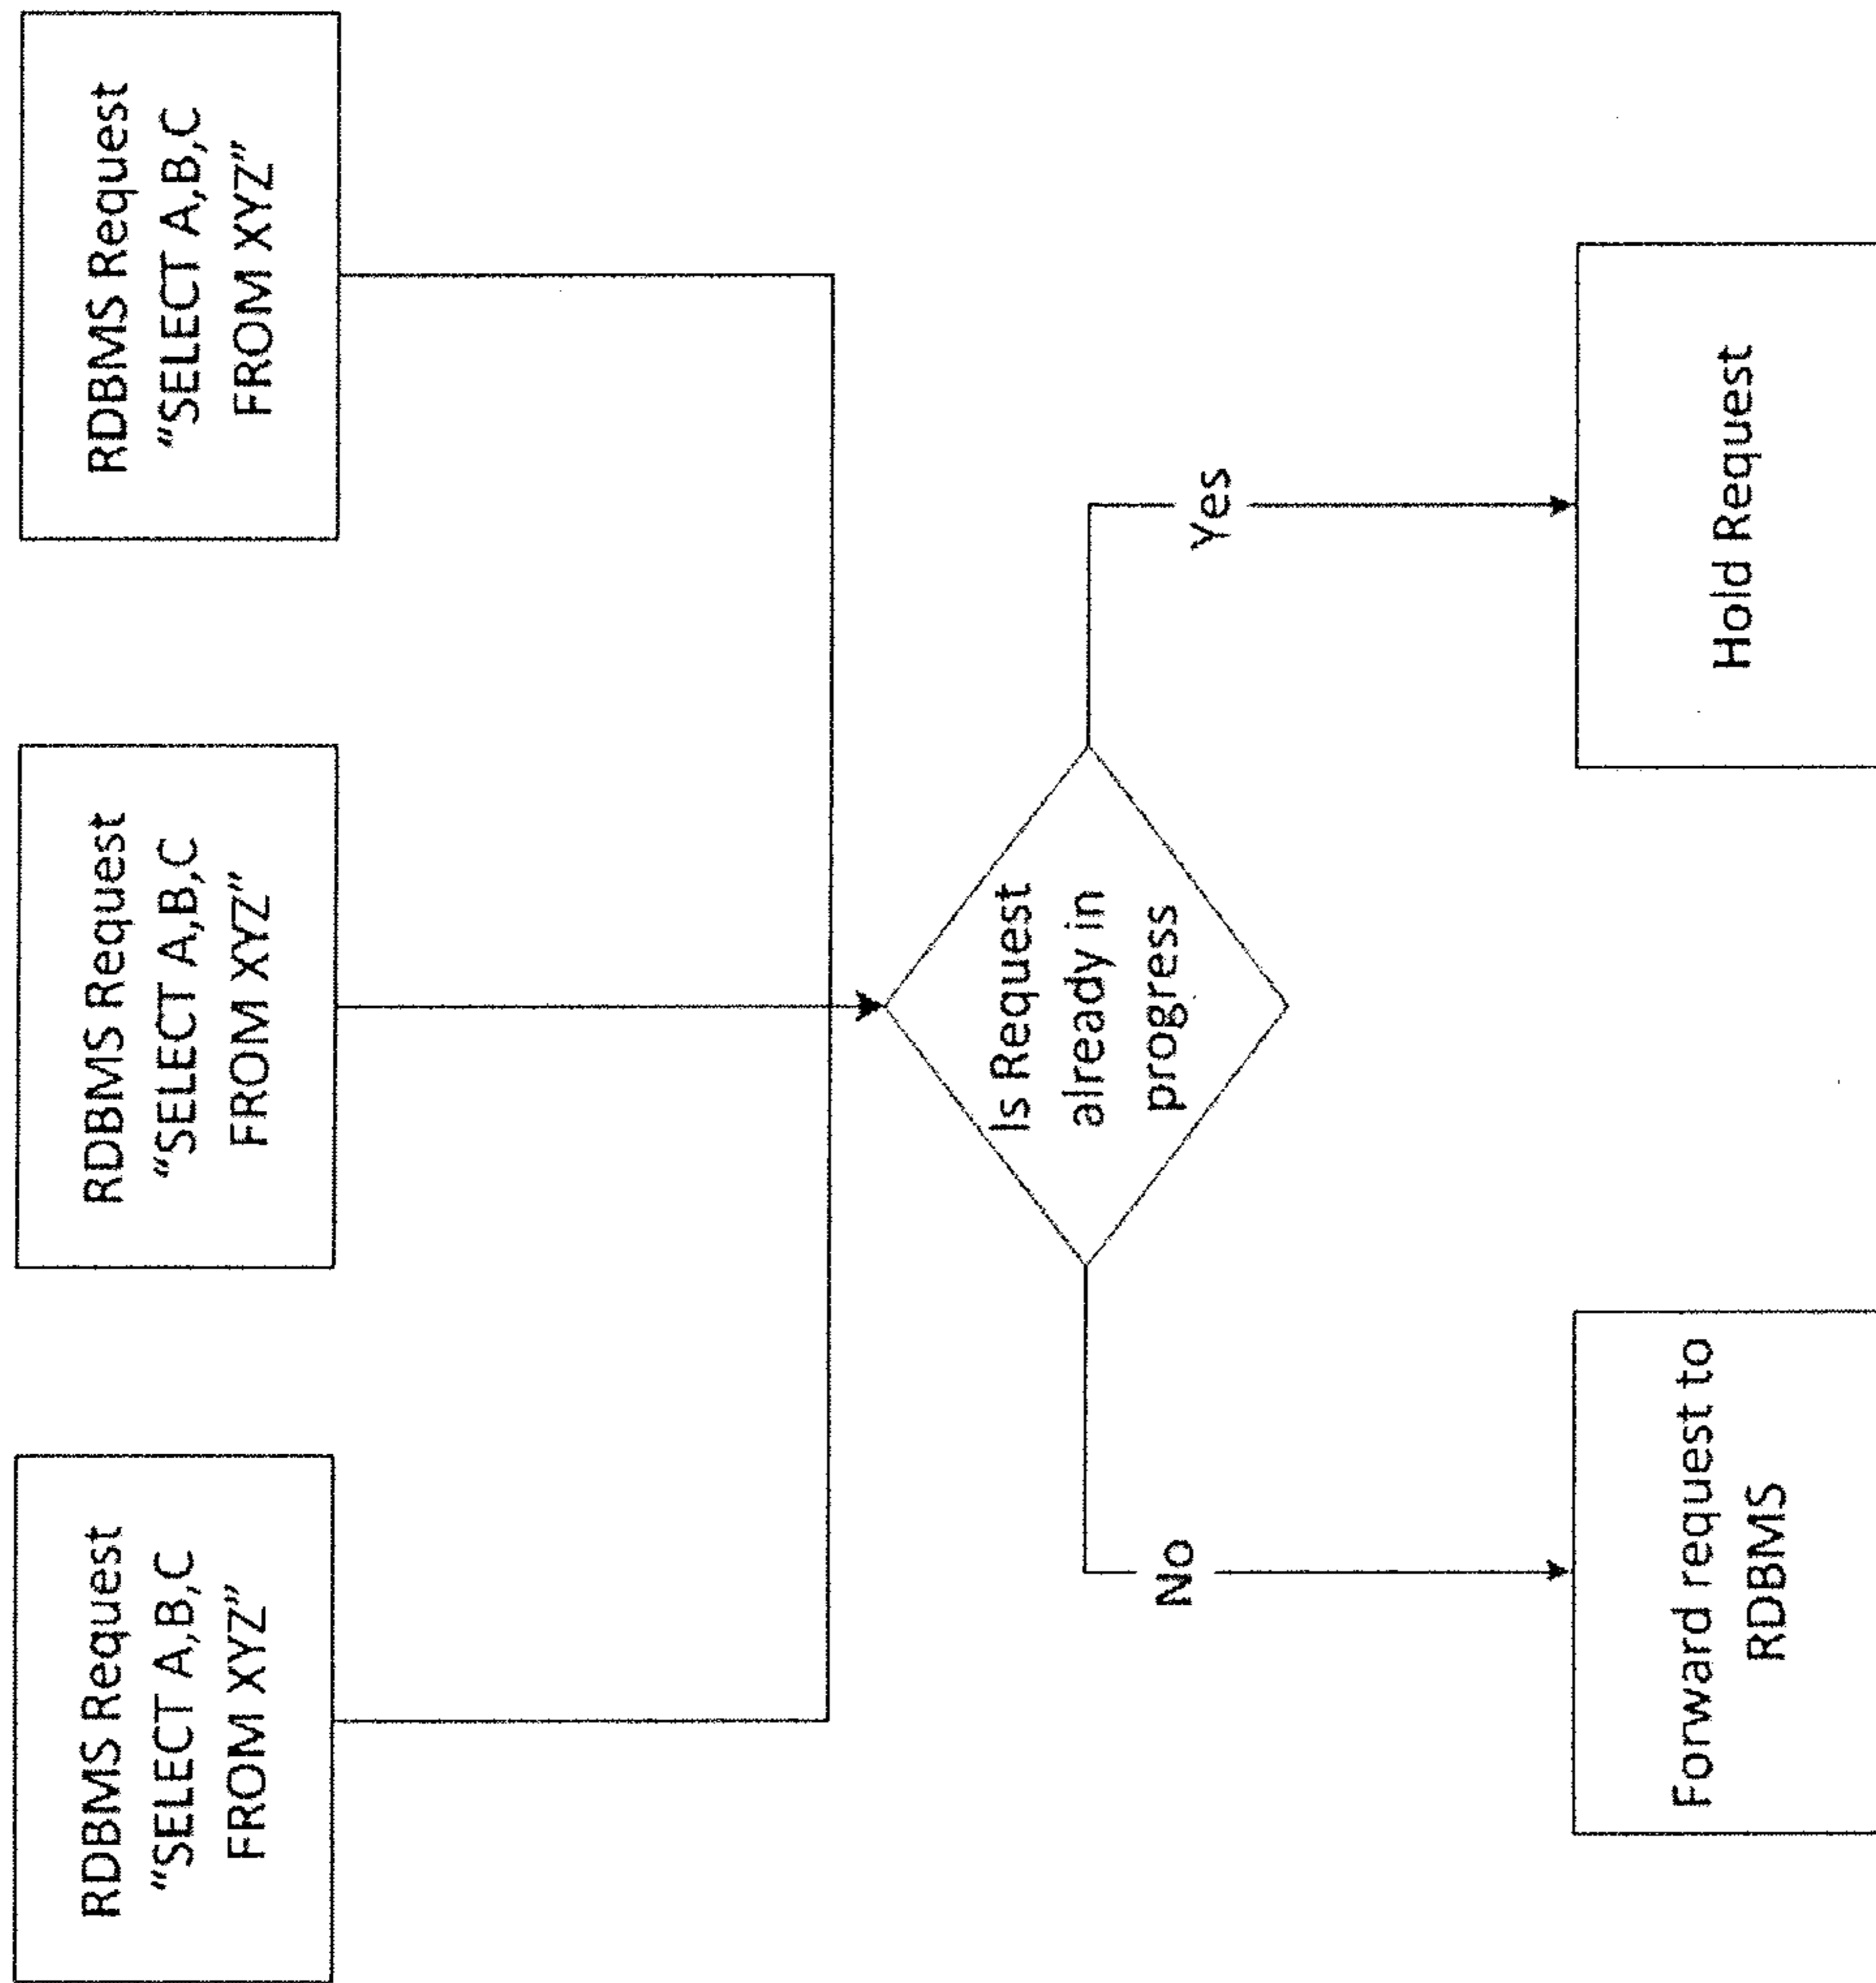 RDBMS Request
“SELECT A,B,C
FROM XYZ”
RDBMS Request
“SELECT A,B,C
FROM XYZ”
RDBMS Request
“SELECT A,B,C
FROM XYZ”
Is Request
already in
progress
No
Yes
Forward request to
RDBMS
Hold Request